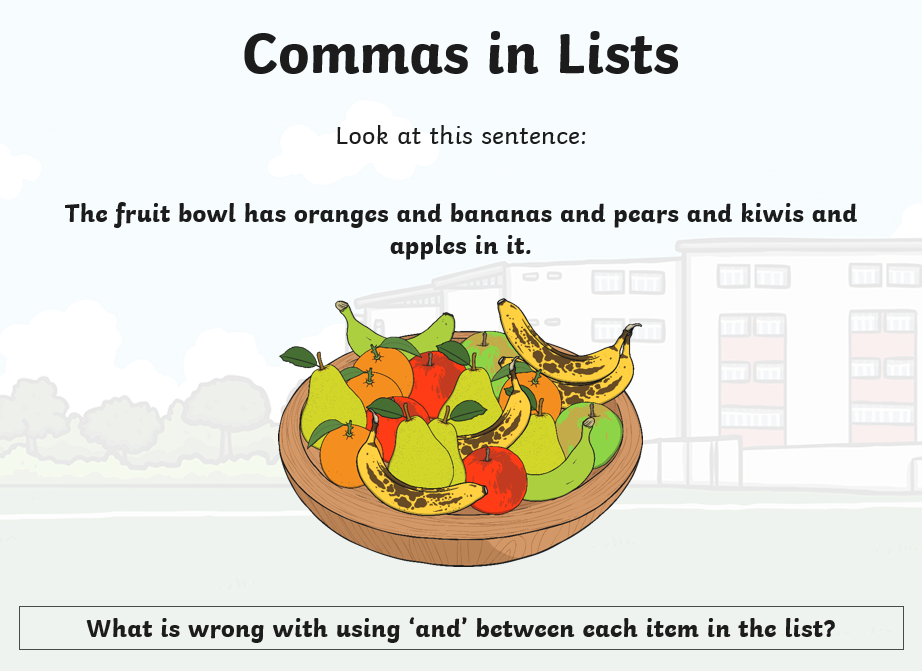 Commas in Lists
Look at this sentence:
The fruit bowl has oranges and bananas and pears and kiwis and
apples in it.
What is wrong with using ‘and’ between each item in the list?